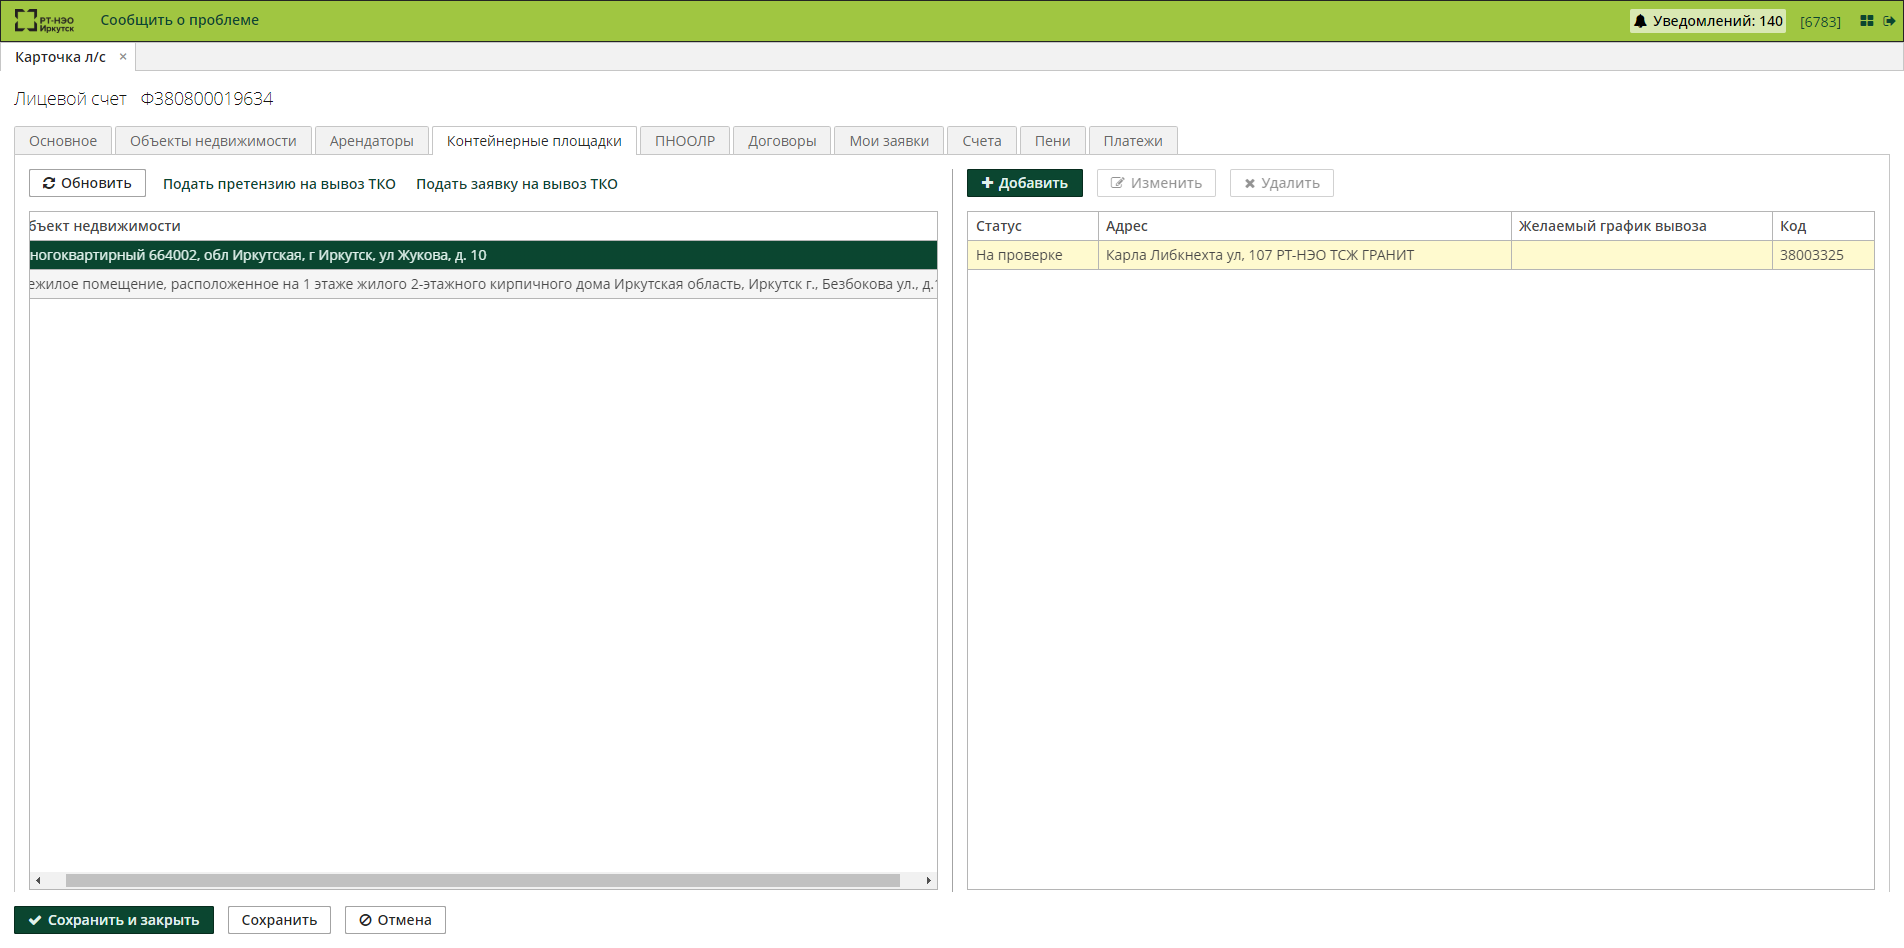 РТ-НЭО
Иркутск
Сообщить о проблеме
Уведомлений: 140
[6783]
Карточка л/с ×
Лицевой счет Ф380800019634
Основное
Объекты недвижимости
Арендаторы
Контейнерные площадки
ПНООЛР
Договоры
Мои заявки
Счета
Пени
Платежи
Обновить
Подать претензию на вывоз ТКО
Подать заявку на вывоз ТКО
бъект недвижимости
ногоквартирный 664002, обл Иркутская, г Иркутск, ул Жукова, д. 10
ежилое помещение, расположенное на 1 этаже жилого 2-этажного кирпичного дома Иркутская область, Иркутск г., Безбокова ул., д.
Добавить
Изменить
Удалить
Статус Адрес Желаемый график вывоза Код
На проверке Карла Либкнехта ул, 107 РТ-НЭО ТСЖ ГРАНИТ 38003325
Сохранить и закрыть
Сохранить
Отмена